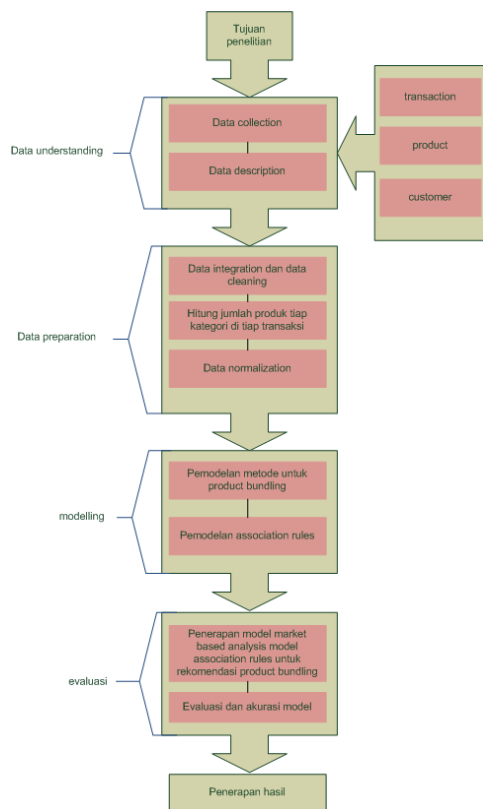 Tujuan
penelitian
Data understanding
Data collection
Data description
transaction
product
customer
Data preparation
Data integration dan data
cleaning
Hitung jumlah produk tiap
kategori di tiap transaksi
Data normalization
modelling
Pemodelan metode untuk
product bundling
Pemodelan association rules
evaluasi
Penerapan model market
based analysis model
association rules untuk
rekomendasi product bundling
Evaluasi dan akurasi model
Penerapan hasil